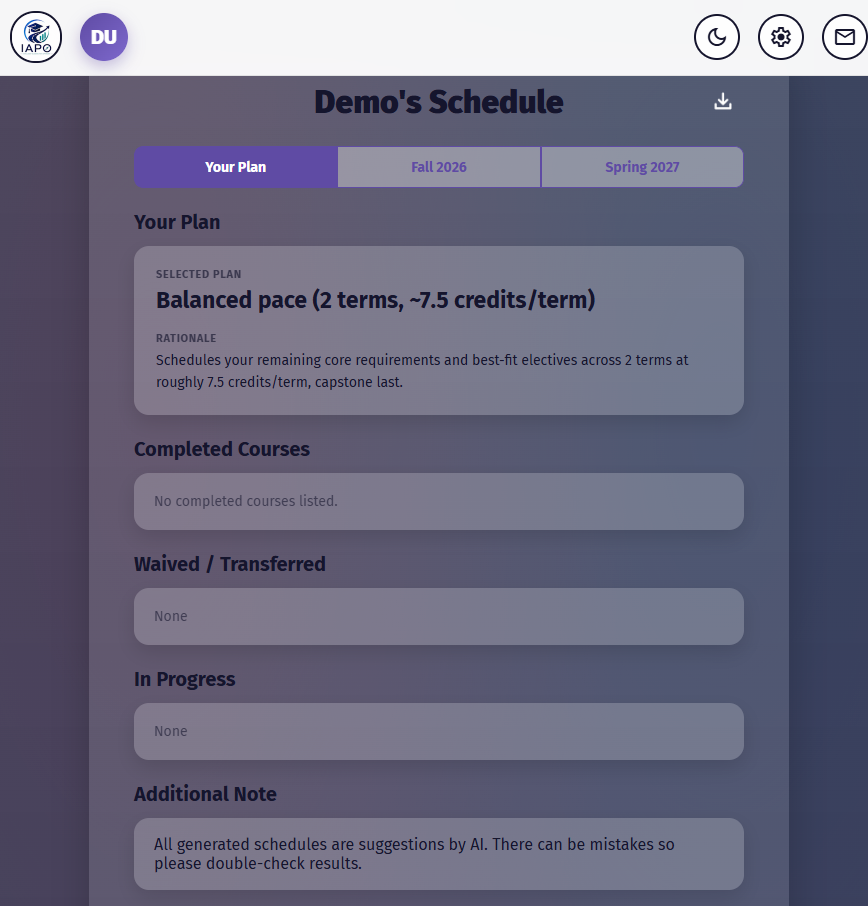 IAPO
DU
Demo's Schedule
Your Plan
Fall 2026
Spring 2027
Your Plan
SELECTED PLAN
Balanced pace (2 terms, ~7.5 credits/term)
RATIONALE
Schedules your remaining core requirements and best-fit electives across 2 terms at
roughly 7.5 credits/term, capstone last.
Completed Courses
No completed courses listed.
Waived / Transferred
None
In Progress
None
Additional Note
All generated schedules are suggestions by AI. There can be mistakes so
please double-check results.